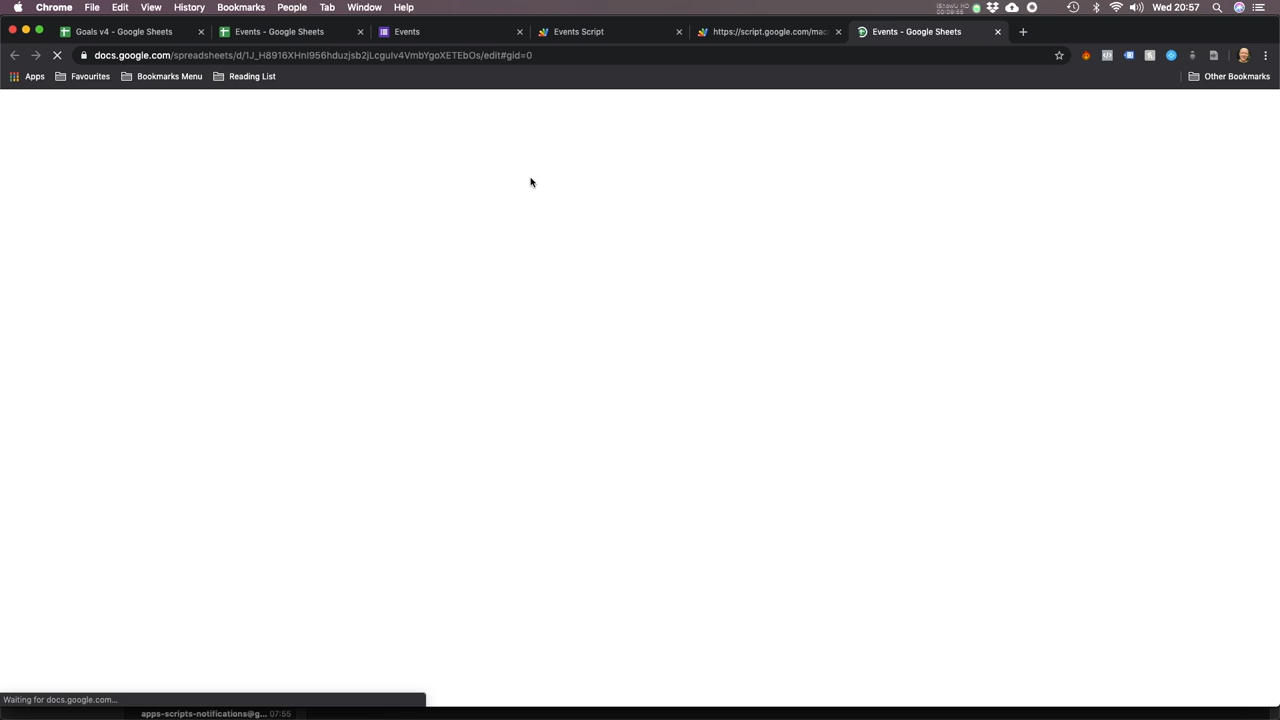 Chrome File Edit View History Bookmarks People Tab Window Help Wed 20:57
Goals v4 - Google Sheets Events - Google Sheets Events Events Script https://script.google.com/mac Events - Google Sheets
docs.google.com/spreadsheets/d/1J_H8916XHnI956hduzjsb2jLcguIv4VmbYgoXETEbOs/edit#gid=0
Apps Favourites Bookmarks Menu Reading List Other Bookmarks
Waiting for docs.google.com...
apps-scripts-notifications@g... 07:55